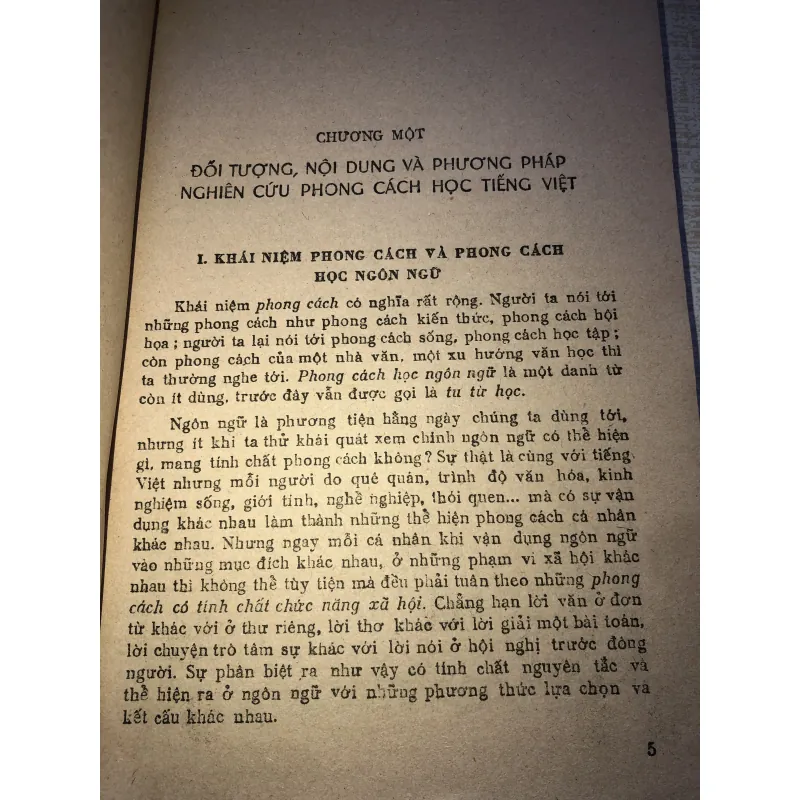 CHƯƠNG MỘT
ĐỐI TƯỢNG, NỘI DUNG VÀ PHƯƠNG PHÁP
NGHIÊN CỨU PHONG CÁCH HỌC TIẾNG VIỆT
I. KHÁI NIỆM PHONG CÁCH VÀ PHONG CÁCH
HỌC NGÔN NGỮ
Khái niệm phong cách có nghĩa rất rộng. Người ta nói tới
những phong cách như phong cách kiến thức, phong cách hội
họa ; người ta lại nói tới phong cách sống, phong cách học tập ;
còn phong cách của một nhà văn, một xu hướng văn học thì
ta thường nghe tới. Phong cách học ngôn ngữ là một danh từ
còn ít dùng, trước đây vẫn được gọi là tu từ học.
Ngôn ngữ là phương tiện hằng ngày chúng ta dùng tới,
nhưng ít khi ta thử khái quát xem chính ngôn ngữ có thể hiện
gì, mang tính chất phong cách không? Sự thật là cùng với tiếng
Việt nhưng mỗi người do quê quán, trình độ văn hóa, kinh
nghiệm sống, giới tính, nghề nghiệp, thói quen... mà có sự vận
dụng khác nhau làm thành những thể hiện phong cách cá nhân
khác nhau. Nhưng ngay mỗi cá nhân khi vận dụng ngôn ngữ
vào những mục đích khác nhau, ở những phạm vi xã hội khác
nhau thì không thể tùy tiện mà đều phải tuân theo những phong
cách có tính chất chức năng xã hội. Chẳng hạn lời văn ở đơn
từ khác với ở thư riêng, lời thơ khác với lời giải một bài toán,
lời chuyện trò tâm sự khác với lời nói ở hội nghị trước đông
người. Sự phân biệt ra như vậy có tính chất nguyên tắc và
thể hiện ra ở ngôn ngữ với những phương thức lựa chọn và
kết cấu khác nhau.
5